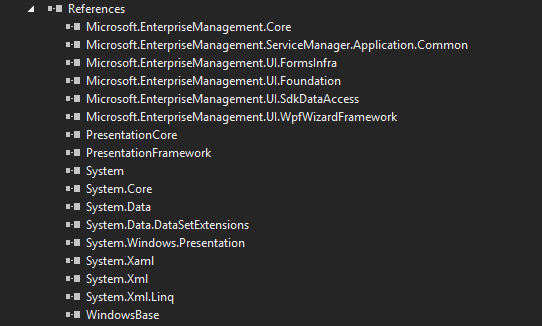 References
Microsoft.EnterpriseManagement.Core
Microsoft.EnterpriseManagement.ServiceManager.Application.Common
Microsoft.EnterpriseManagement.UI.FormsInfra
Microsoft.EnterpriseManagement.UI.Foundation
Microsoft.EnterpriseManagement.UI.SdkDataAccess
Microsoft.EnterpriseManagement.UI.WpfWizardFramework
PresentationCore
PresentationFramework
System
System.Core
System.Data
System.Data.DataSetExtensions
System.Windows.Presentation
System.Xaml
System.Xml
System.Xml.Linq
WindowsBase